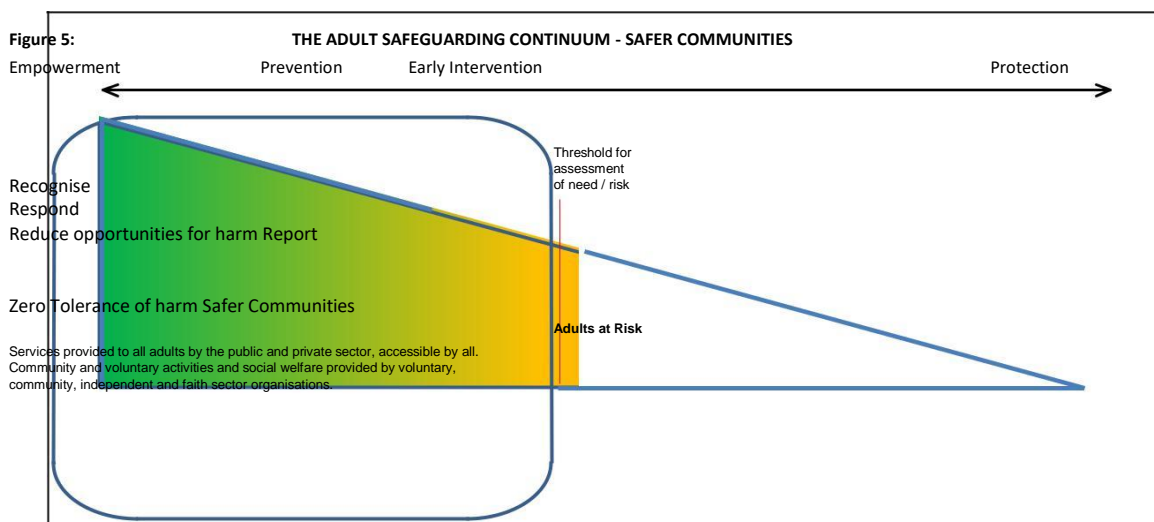 Figure 5: THE ADULT SAFEGUARDING CONTINUUM - SAFER COMMUNITIES
Empowerment Prevention Early Intervention Protection
Threshold for
assessment
of need / risk
Recognise
Respond
Reduce opportunities for harm Report
Zero Tolerance of harm Safer Communities
Adults at Risk
Services provided to all adults by the public and private sector, accessible by all.
Community and voluntary activities and social welfare provided by voluntary,
community, independent and faith sector organisations.